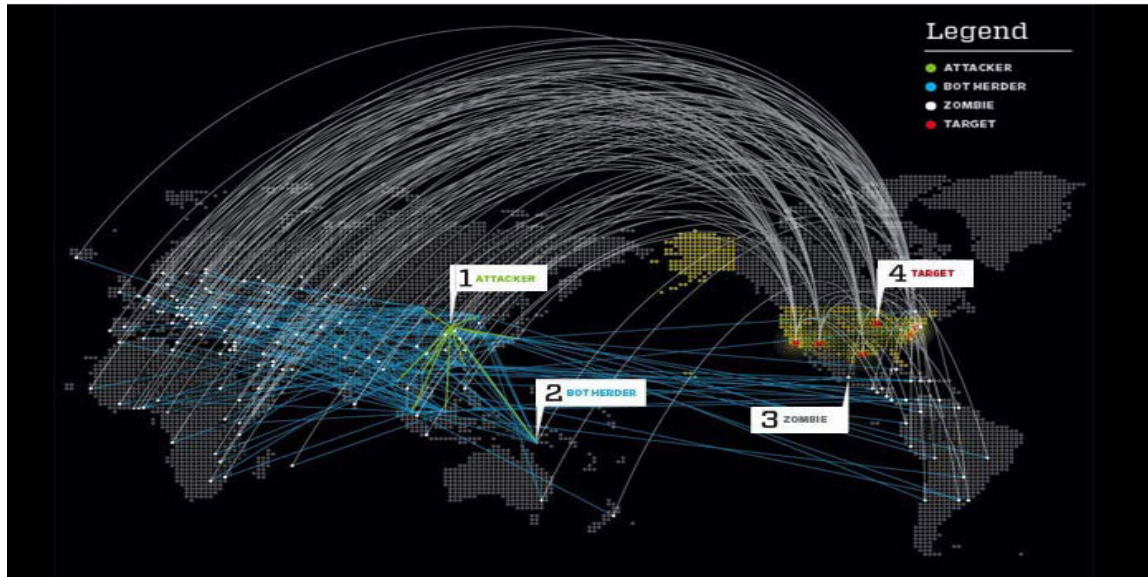 Legend
ATTACKER
BOT HERDER
ZOMBIE
TARGET
1 ATTACKER
4 TARGET
2 BOT HERDER
3 ZOMBIE